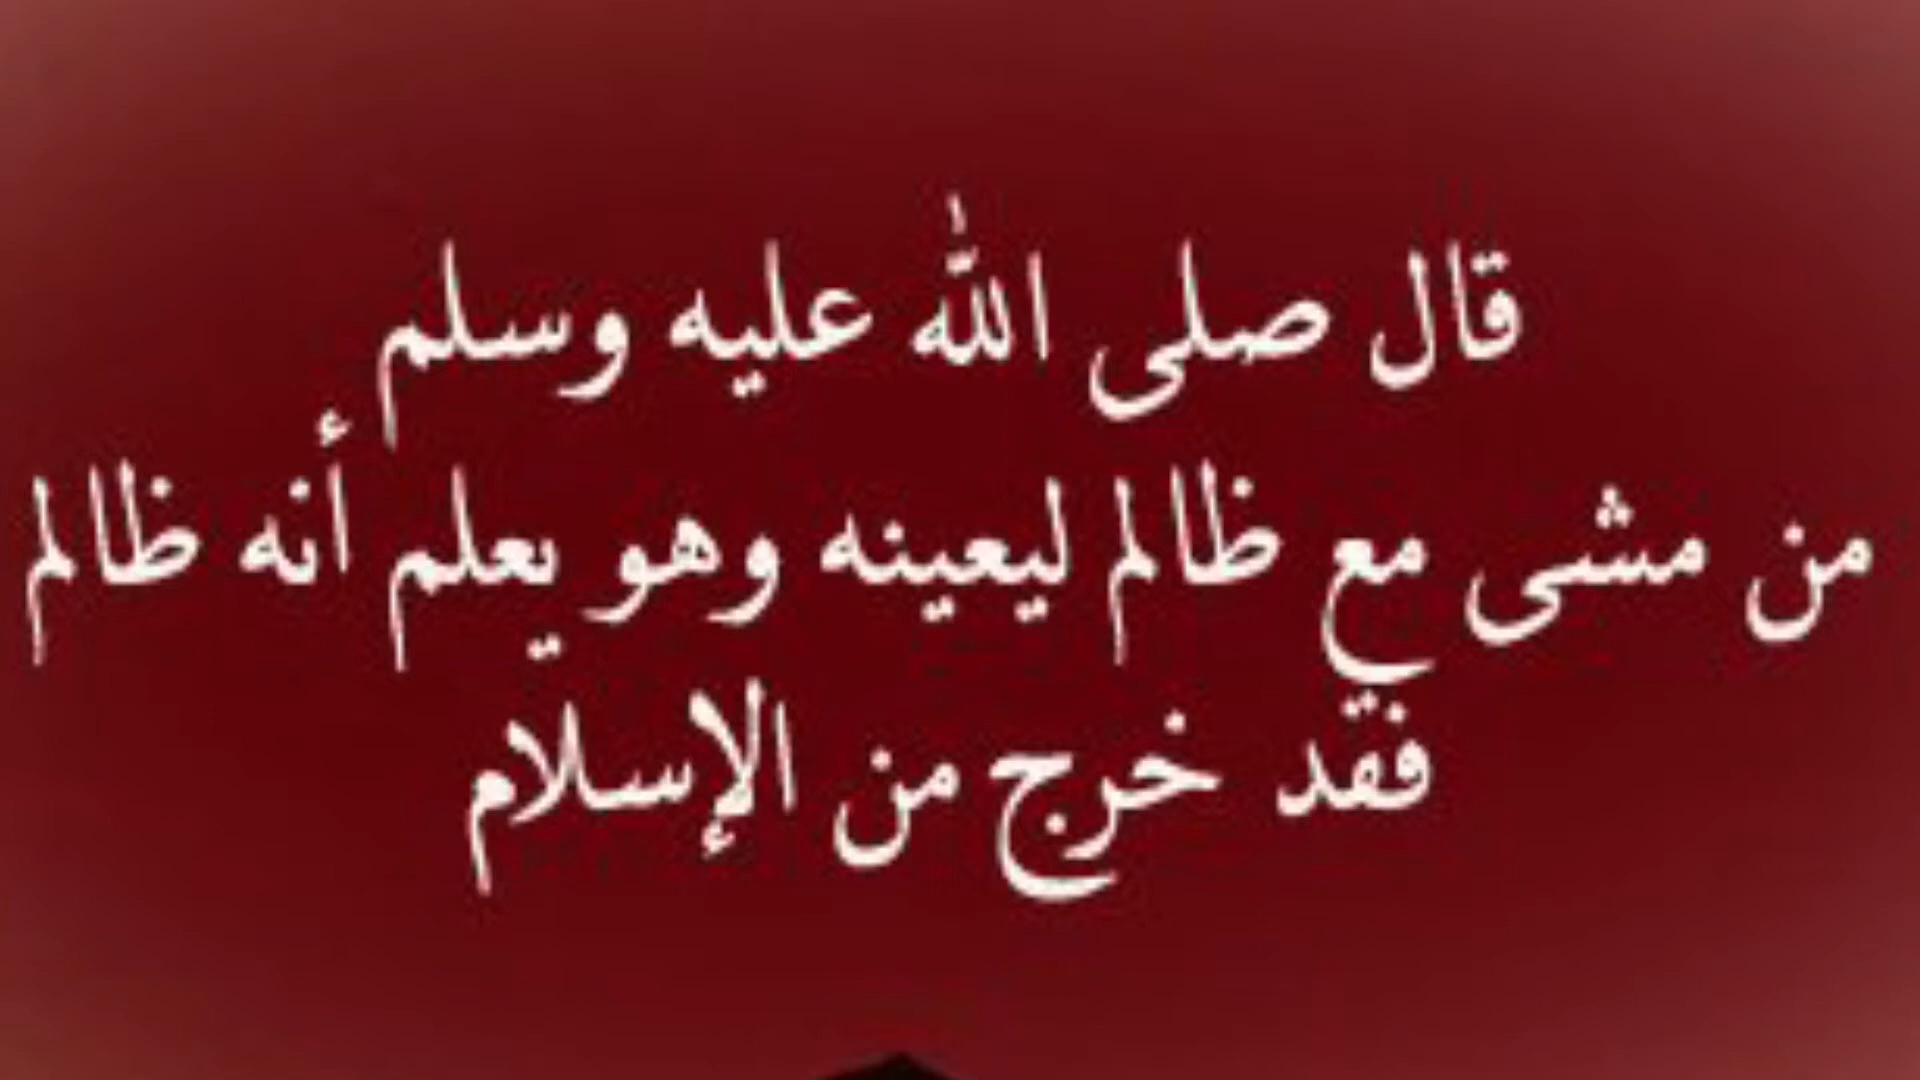 قال صلى الله عليه وسلم
من مشى مع ظالم ليعينه وهو يعلم أنه ظالم
فقد خرج من الإسلام